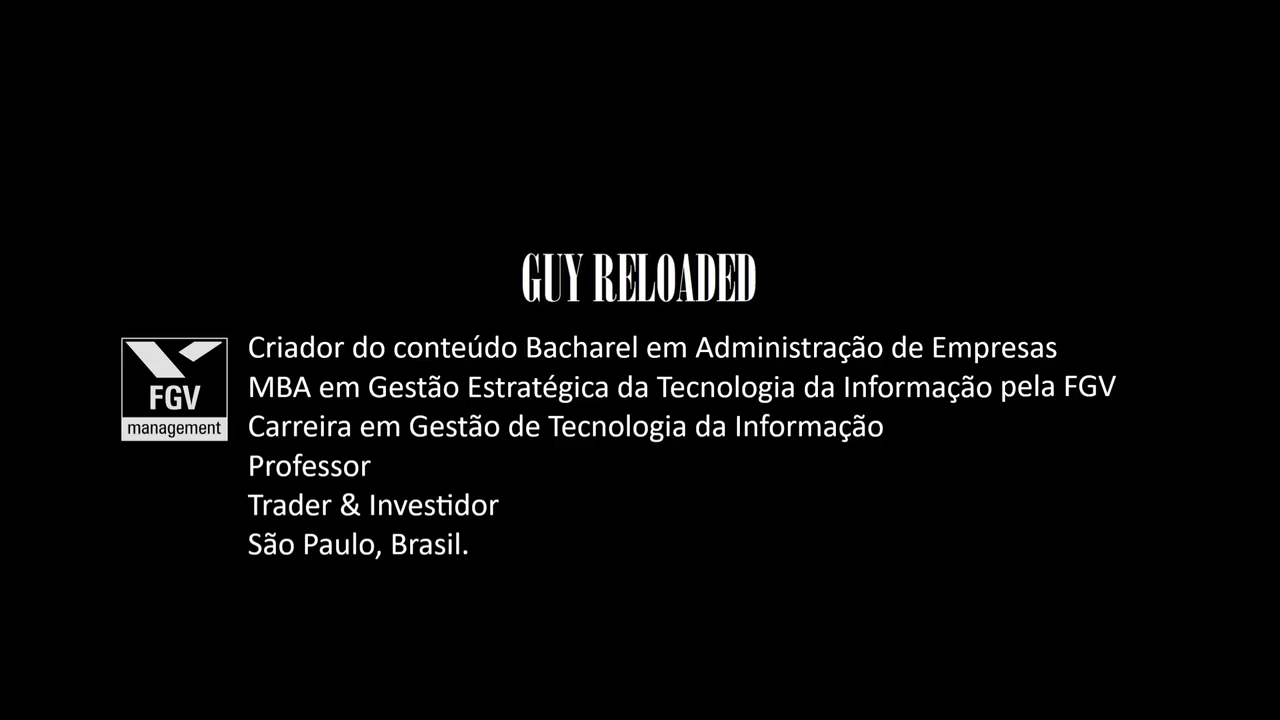 GUY RELOADED
FGV
management
Criador do conteúdo Bacharel em Administração de Empresas
MBA em Gestão Estratégica da Tecnologia da Informação pela FGV
Carreira em Gestão de Tecnologia da Informação
Professor
Trader & Investidor
São Paulo, Brasil.